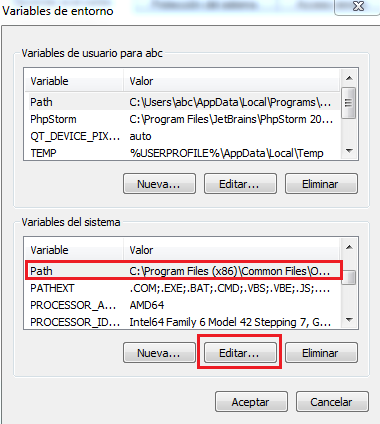 Variables de entorno
Variables de usuario para abc
Variable Valor
Path C:\Users\abc\AppData\Local\Programs\...
PhpStorm C:\Program Files\JetBrains\PhpStorm 20...
QT_DEVICE_PIX... auto
TEMP %USERPROFILE%\AppData\Local\Temp
Nueva... Editar... Eliminar
Variables del sistema
Variable Valor
Path C:\Program Files (x86)\Common Files\O...
PATHEXT .COM;.EXE;.BAT;.CMD;.VBS;.VBE;.JS;....
PROCESSOR_A... AMD64
PROCESSOR_ID... Intel64 Family 6 Model 42 Stepping 7, G...
Nueva... Editar... Eliminar
Aceptar Cancelar